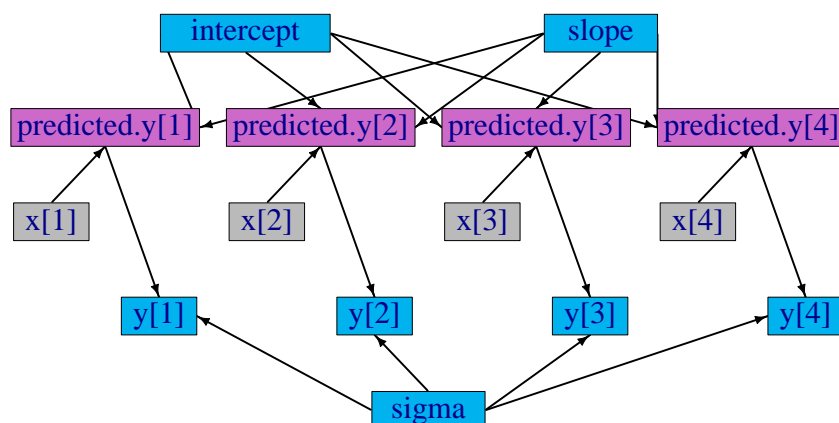 intercept slope
predicted.y[1] predicted.y[2] predicted.y[3] predicted.y[4]
x[1] x[2] x[3] x[4]
y[1] y[2] y[3] y[4]
sigma